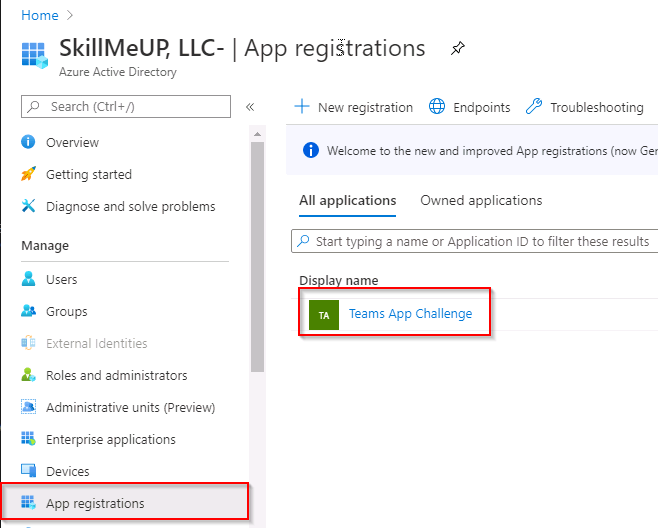 Home
SkillMeUP, LLC- | App registrations
Azure Active Directory
Search (Ctrl+/)
Overview
Getting started
Diagnose and solve problems
Manage
Users
Groups
External Identities
Roles and administrators
Administrative units (Preview)
Enterprise applications
Devices
App registrations
New registration Endpoints Troubleshooting
Welcome to the new and improved App registrations (now Ger
All applications Owned applications
Start typing a name or Application ID to filter these results
Display name
TA Teams App Challenge